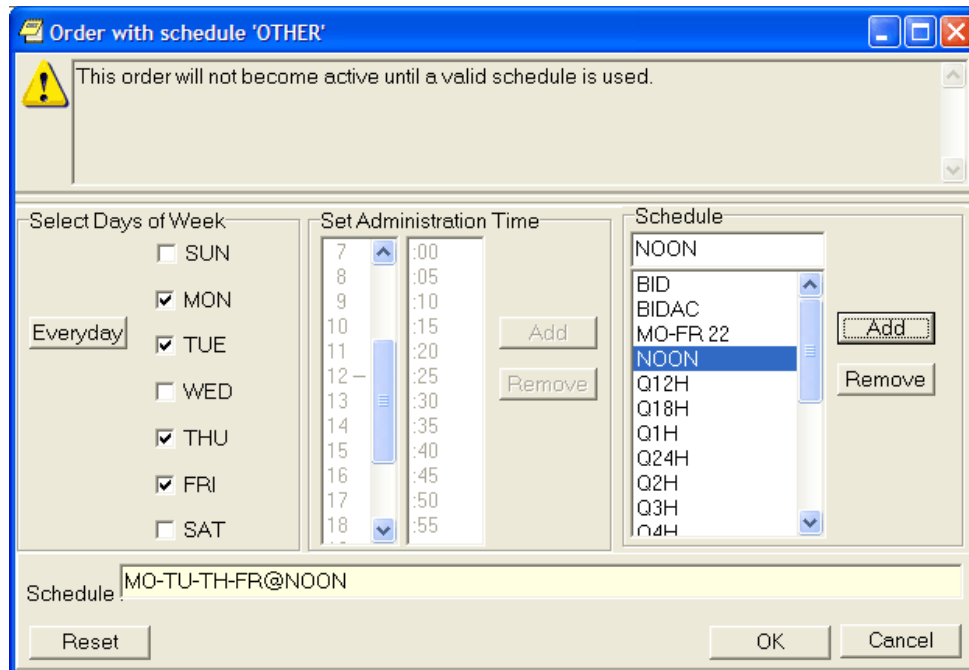 Order with schedule 'OTHER'
This order will not become active until a valid schedule is used.
Select Days of Week
SUN
MON
Everyday
TUE
WED
THU
FRI
SAT
Set Administration Time
7
8
9
10
11
12 –
13
14
15
16
17
18
:00
:05
:10
:15
:20
:25
:30
:35
:40
:45
:50
:55
Add
Remove
Schedule
NOON
BID
BIDAC
MO-FR 22
NOON
Q12H
Q18H
Q1H
Q24H
Q2H
Q3H
Q4H
Add
Remove
Schedule :
MO-TU-TH-FR@NOON
Reset
OK
Cancel